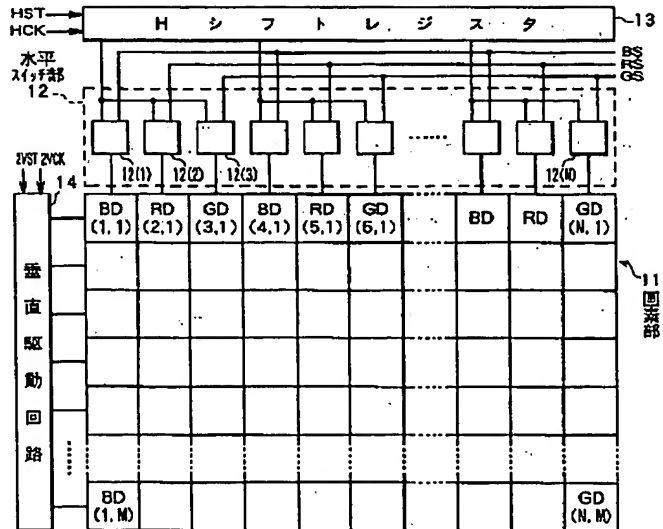 HST
HCK
Hシフトレジスタ
13
水平
スイッチ部
12
BS
RS
GS
12(1)
12(2)
12(3)
......
12(N)
2VST 2VCK
14
垂直駆動回路
BD
(1,1)
RD
(2,1)
GD
(3,1)
BD
(4,1)
RD
(5,1)
GD
(6,1)
BD
RD
GD
(N,1)
11
画素部
BD
(1,M)
GD
(N,M)